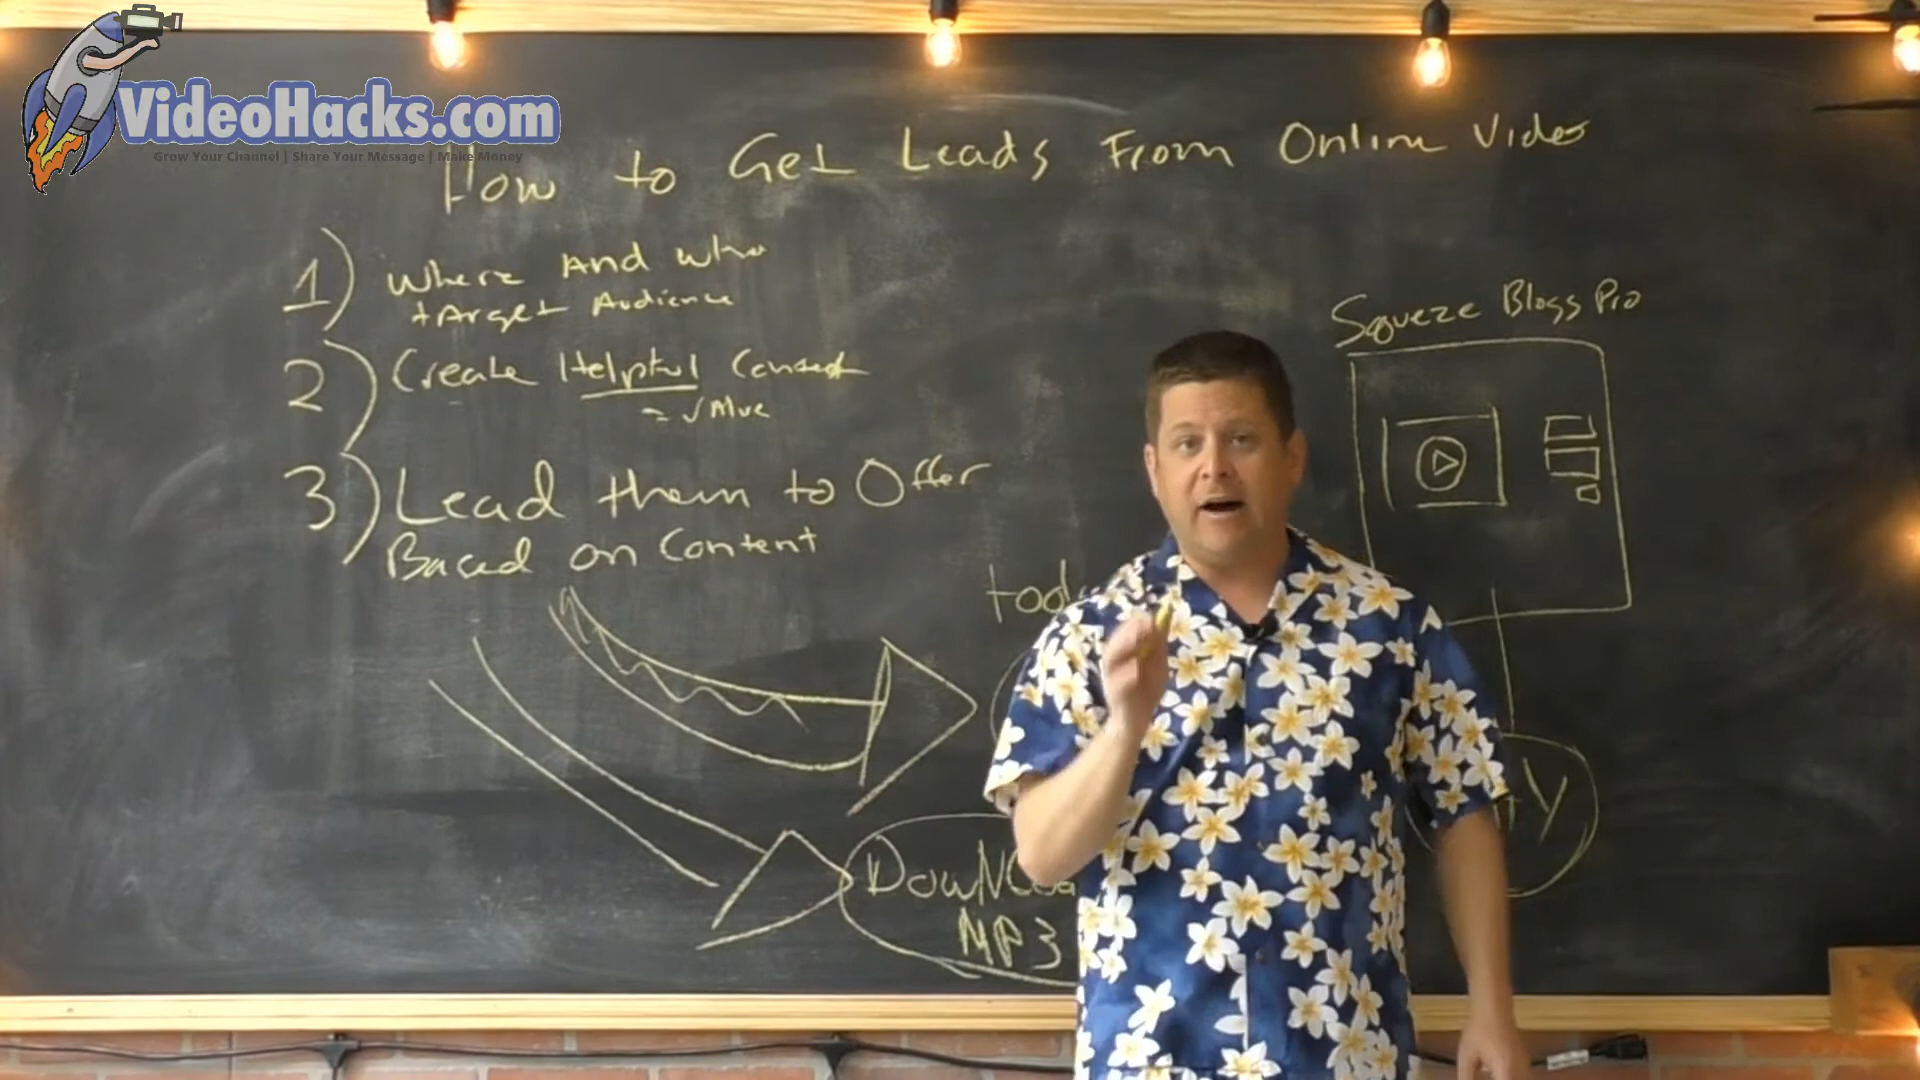 VideoHacks.com
Grow Your Channel | Share Your Message | Make Money
How to Get Leads From Online Video
1) Where And Who
tArget Audience
2) Create Helpful Content
= vAlue
3) Lead them to Offer
Based on Content
Squeze Blogs Pro
MP3